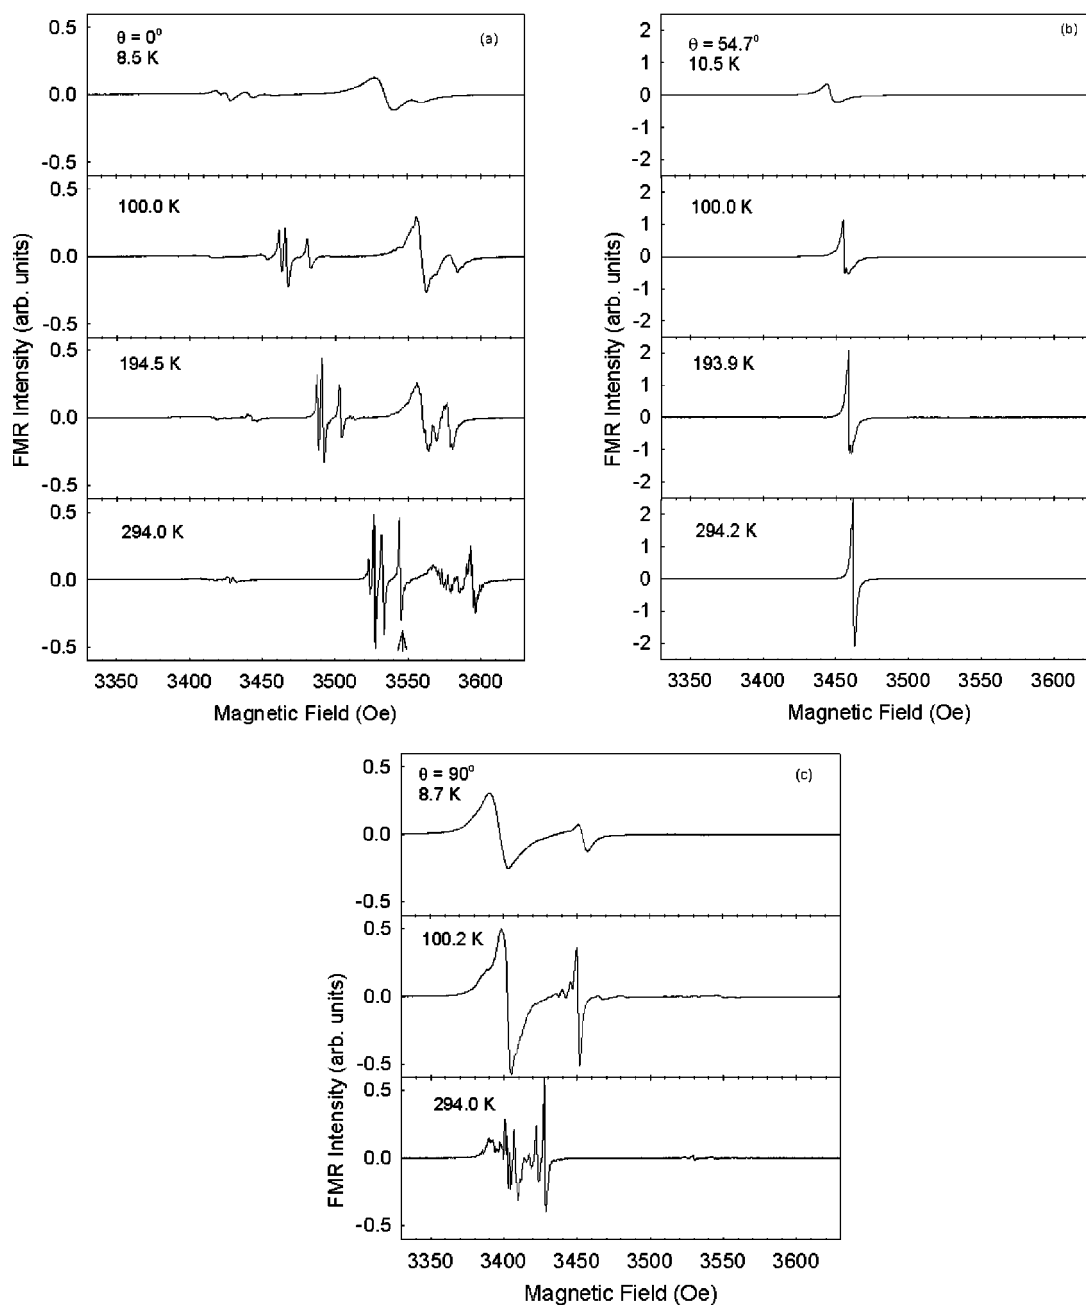 0.5
θ = 0°
8.5 K
(a)
0.0
-0.5
0.5
100.0 K
0.0
-0.5
0.5
194.5 K
0.0
-0.5
0.5
294.0 K
0.0
-0.5
FMR Intensity (arb. units)
3350 3400 3450 3500 3550 3600
Magnetic Field (Oe)
2
θ = 54.7°
10.5 K
(b)
1
0
-1
-2
2
100.0 K
1
0
-1
-2
2
193.9 K
1
0
-1
-2
2
294.2 K
1
0
-1
-2
FMR Intensity (arb. units)
3350 3400 3450 3500 3550 3600
Magnetic Field (Oe)
0.5
θ = 90°
8.7 K
(c)
0.0
-0.5
0.5
100.2 K
0.0
-0.5
0.5
294.0 K
0.0
-0.5
FMR Intensity (arb. units)
3350 3400 3450 3500 3550 3600
Magnetic Field (Oe)